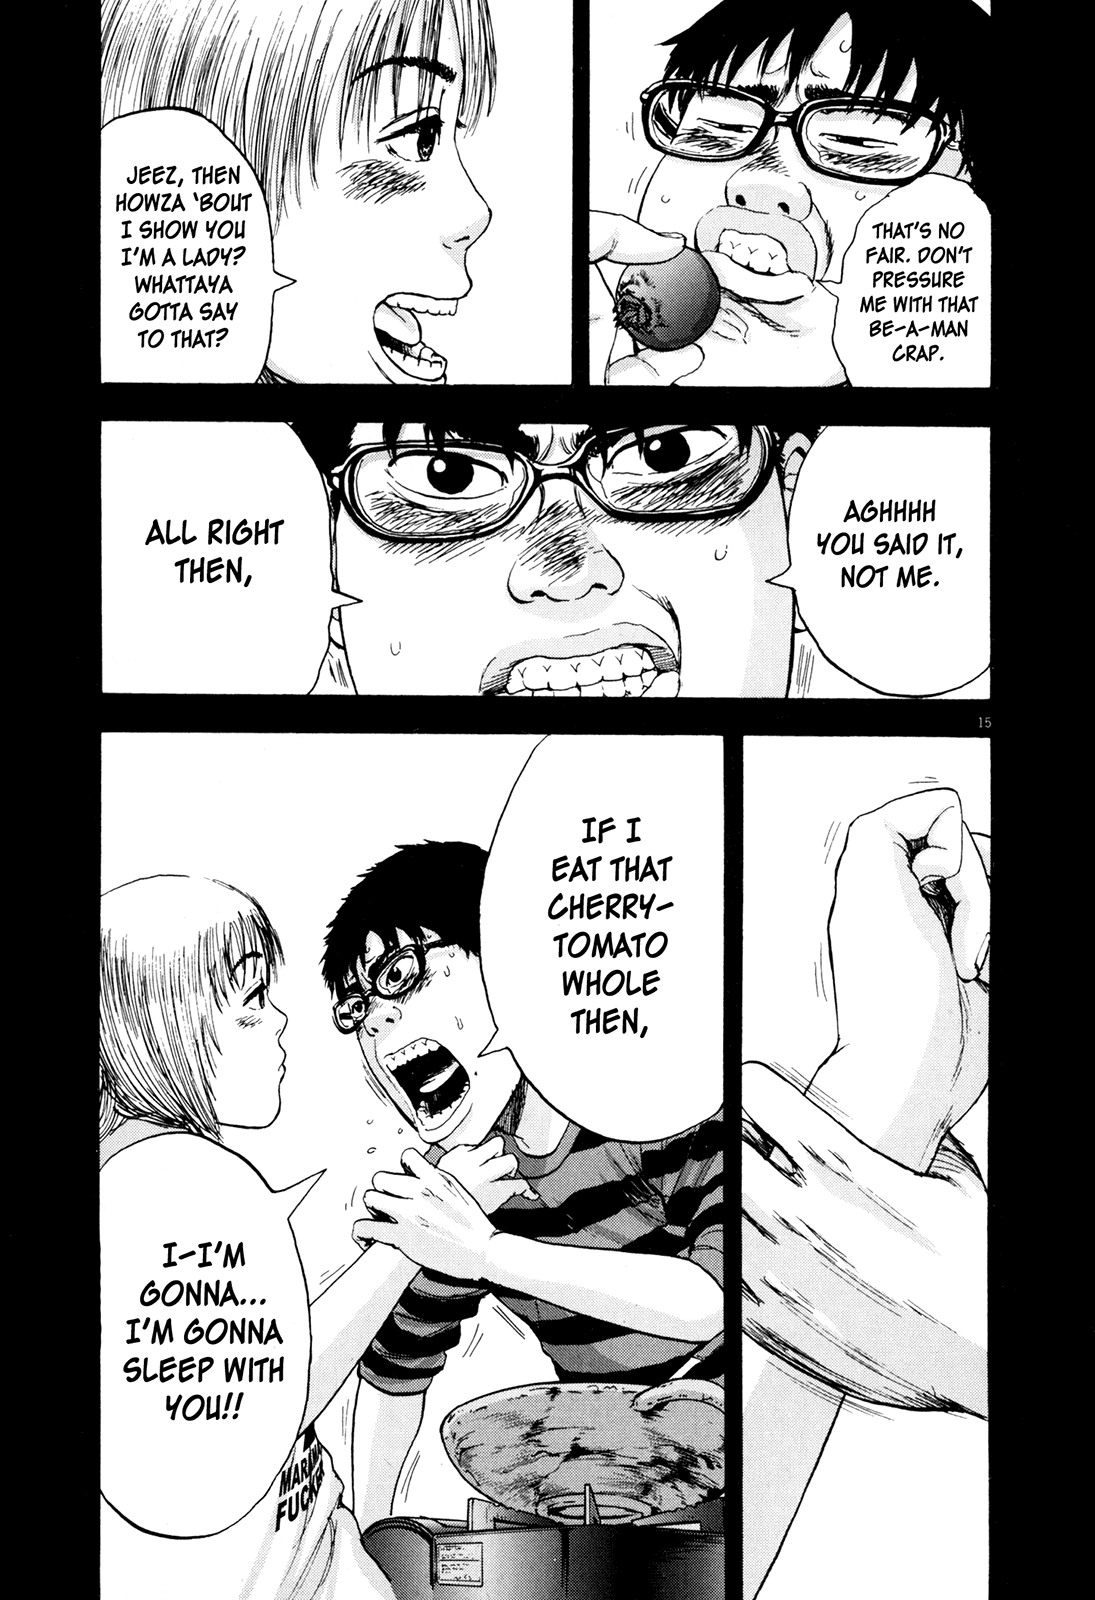 THAT'S NO
FAIR. DON'T
PRESSURE
ME WITH THAT
BE-A-MAN
CRAP.
JEEZ, THEN
HOWZA 'BOUT
I SHOW YOU
I'M A LADY?
WHATTAYA
GOTTA SAY
TO THAT?
AGHHHH
YOU SAID IT,
NOT ME.
ALL RIGHT
THEN,
15
IF I
EAT THAT
CHERRY-
TOMATO
WHOLE
THEN,
I-I'M
GONNA...
I'M GONNA
SLEEP WITH
YOU!!
FUCKER